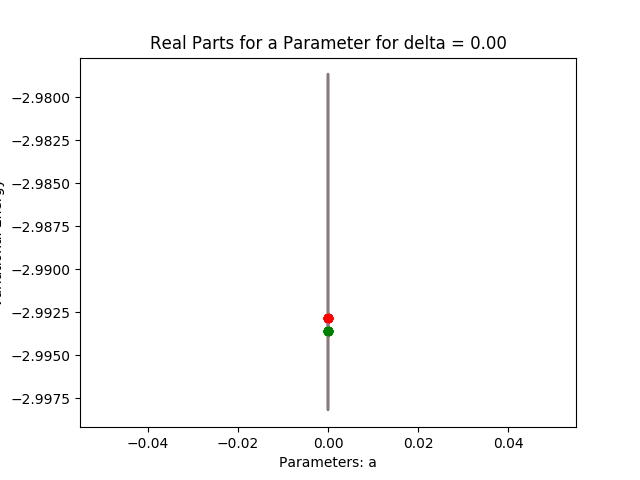 Real Parts for a Parameter for delta = 0.00
−2.9800
−2.9825
−2.9850
−2.9875
−2.9900
−2.9925
−2.9950
−2.9975
−0.04 −0.02 0.00 0.02 0.04
Parameters: a